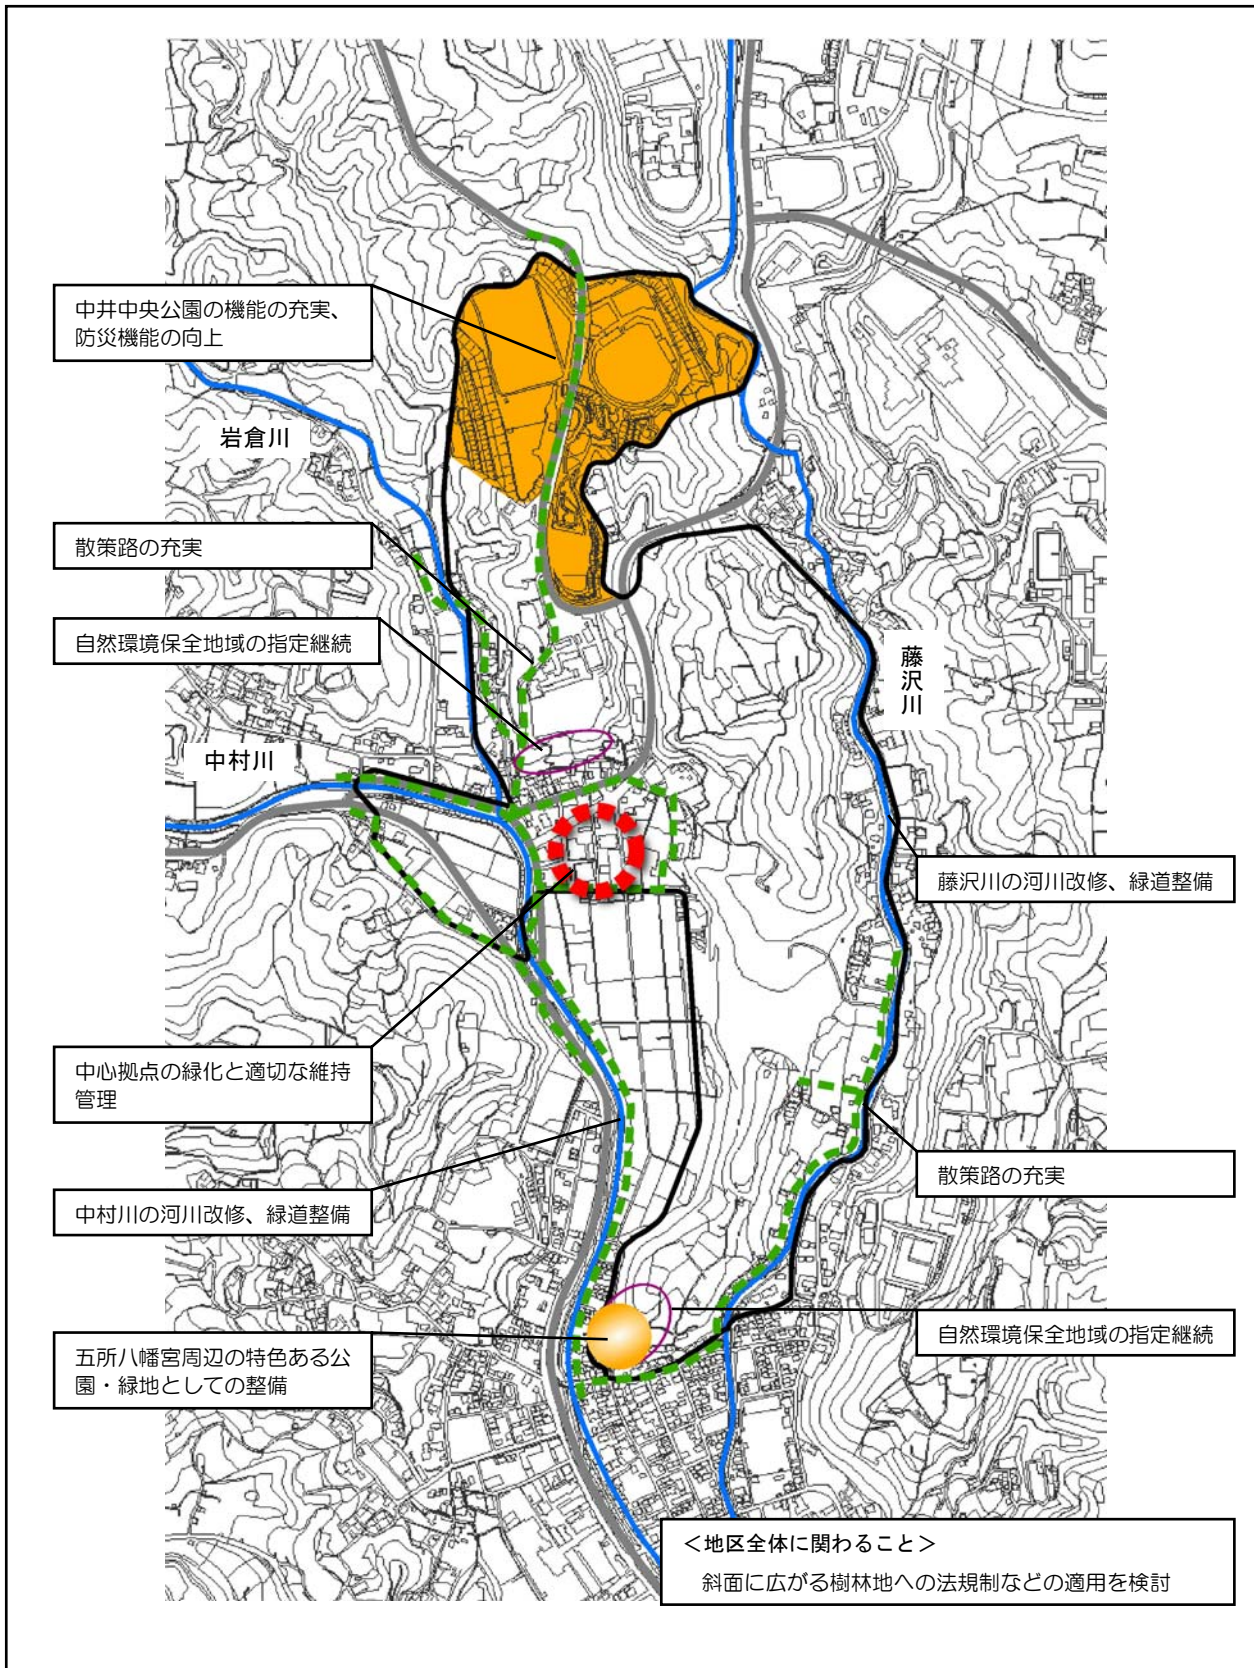 中井中央公園の機能の充実、
防災機能の向上
岩倉川
散策路の充実
自然環境保全地域の指定継続
藤沢川
中村川
藤沢川の河川改修、緑道整備
中心拠点の緑化と適切な維持
管理
散策路の充実
中村川の河川改修、緑道整備
自然環境保全地域の指定継続
五所八幡宮周辺の特色ある公
園・緑地としての整備
＜地区全体に関わること＞
斜面に広がる樹林地への法規制などの適用を検討